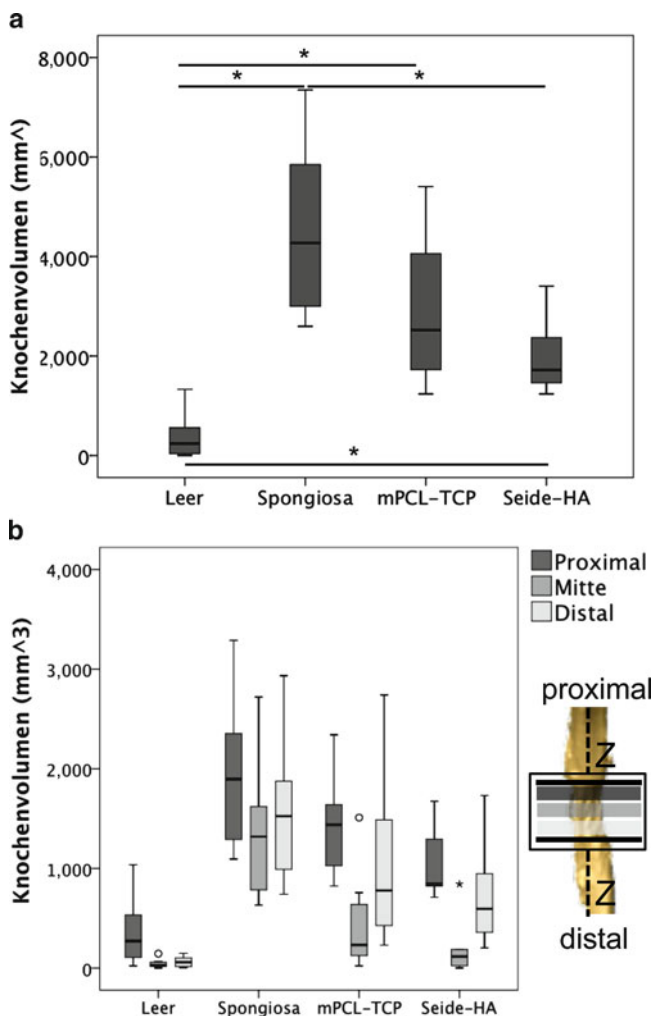 a
Knochenvolumen (mm^)
8,000
6,000
4,000
2,000
0
*
* *
*
Leer Spongiosa mPCL-TCP Seide-HA
b
Knochenvolumen (mm^3)
4,000
3,000
2,000
1,000
0
*
Leer Spongiosa mPCL-TCP Seide-HA
Proximal
Mitte
Distal
proximal
Z
Z
distal